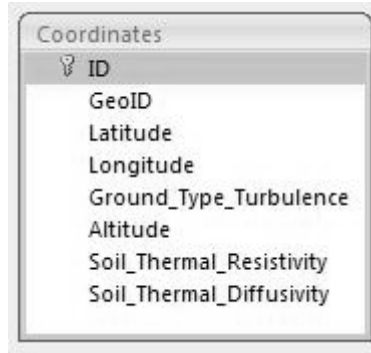 Coordinates
ID
GeoID
Latitude
Longitude
Ground_Type_Turbulence
Altitude
Soil_Thermal_Resistivity
Soil_Thermal_Diffusivity